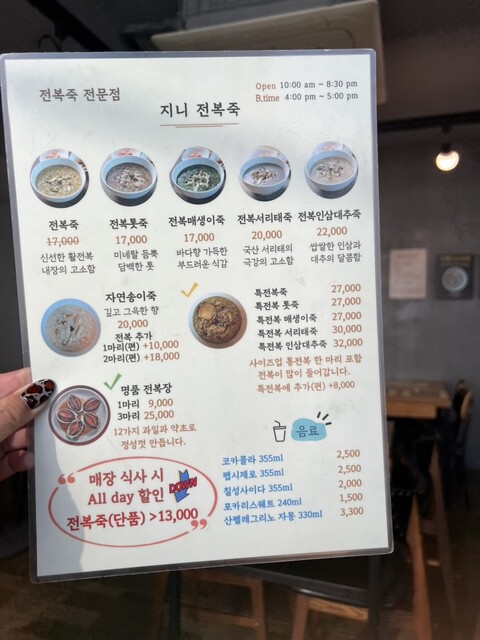 전복죽 전문점
Open 10:00 am ~ 8:30 pm
B.time 4:00 pm ~ 5:00 pm
지니 전복죽
전복죽 전복톳죽 전복매생이죽 전복서리태죽 전복인삼대추죽
17,000 17,000 17,000 20,000 22,000
신선한 활전복 미네랄 듬뿍 바다향 가득한 국산 서리태의 쌉쌀한 인삼과
내장의 고소함 담백한 톳 부드러운 식감 극강의 고소함 대추의 달콤함
자연송이죽
깊고 그윽한 향
20,000
전복 추가
1마리(편) +10,000
2마리(편) +18,000
특전복죽 27,000
특전복 톳죽 27,000
특전복 매생이죽 27,000
특전복 서리태죽 30,000
특전복 인삼대추죽 32,000
사이즈업 통전복 한 마리 포함
전복이 많이 들어갑니다.
특전복에 추가(편) +8,000
명품 전복장
1마리 9,000
3마리 25,000
12가지 과일과 약초로
정성껏 만듭니다.
음료
코카콜라 355ml 2,500
펩시제로 355ml 2,500
칠성사이다 355ml 2,000
포카리스웨트 240ml 1,500
산펠레그리노 자몽 330ml 3,300
“ 매장 식사 시
All day 할인 DOWN
전복죽(단품) >13,000 ”